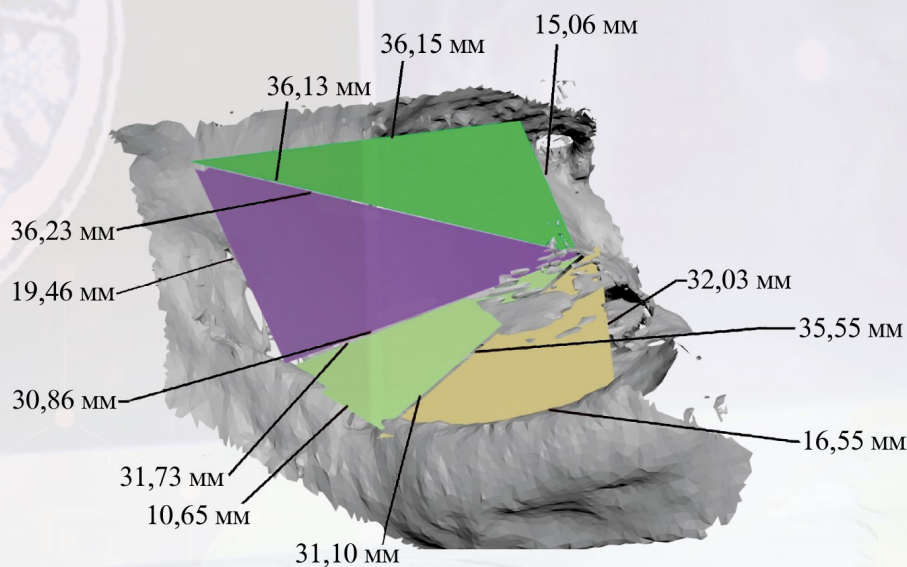 15,06 мм
36,15 мм
36,13 мм
36,23 мм
19,46 мм
32,03 мм
35,55 мм
30,86 мм
16,55 мм
31,73 мм
10,65 мм
31,10 мм